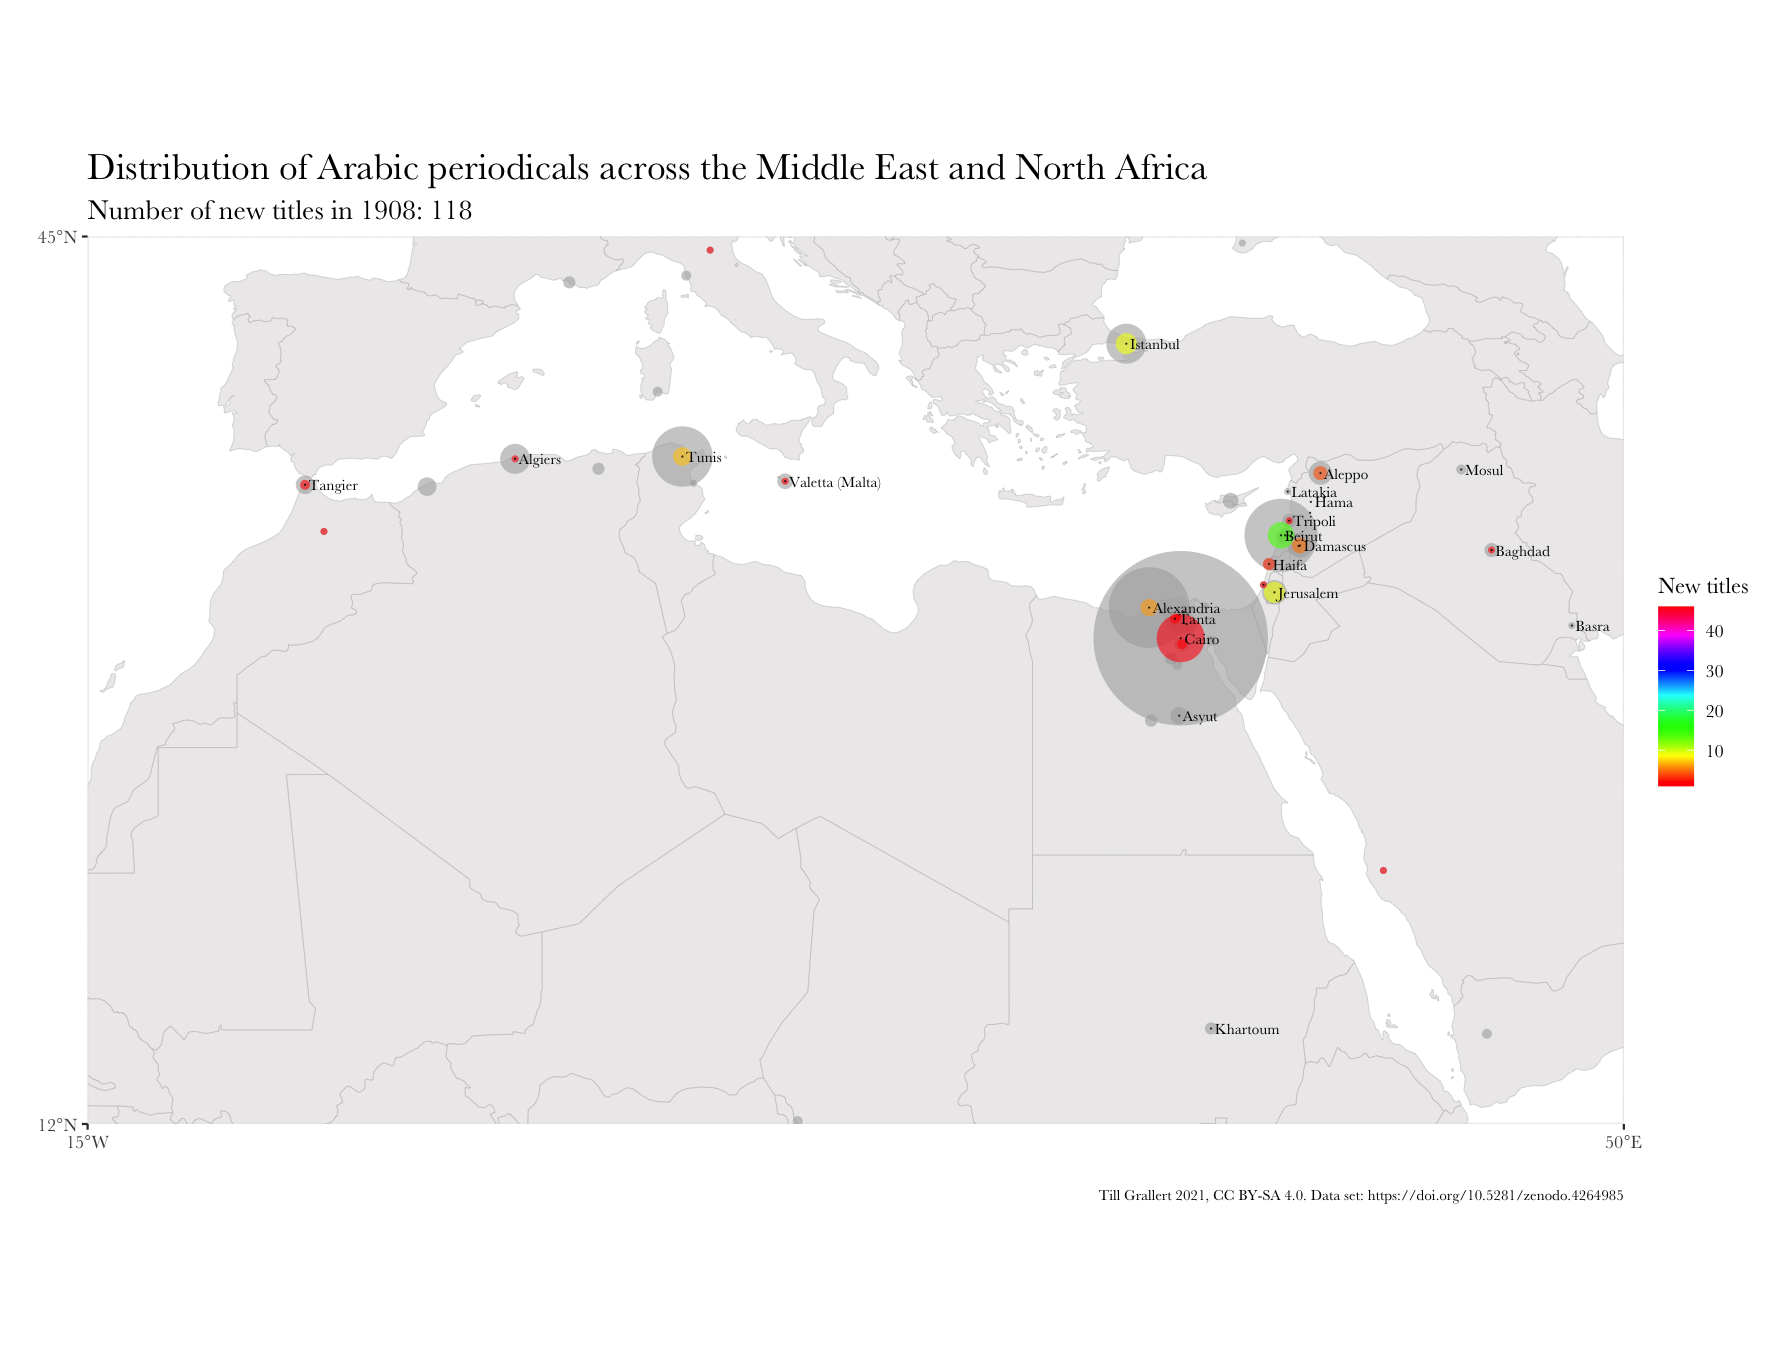 Distribution of Arabic periodicals across the Middle East and North Africa
Number of new titles in 1908: 118
45°N
Istanbul
Algiers
Tunis
Tangier
Valetta (Malta)
Aleppo
Mosul
Latakia
Hama
Tripoli
Beirut
Damascus
Baghdad
Haifa
Jerusalem
Alexandria
Tanta
Cairo
Basra
Asyut
Khartoum
New titles
40
30
20
10
12°N
15°W
50°E
Till Grallert 2021, CC BY-SA 4.0. Data set: https://doi.org/10.5281/zenodo.4264985